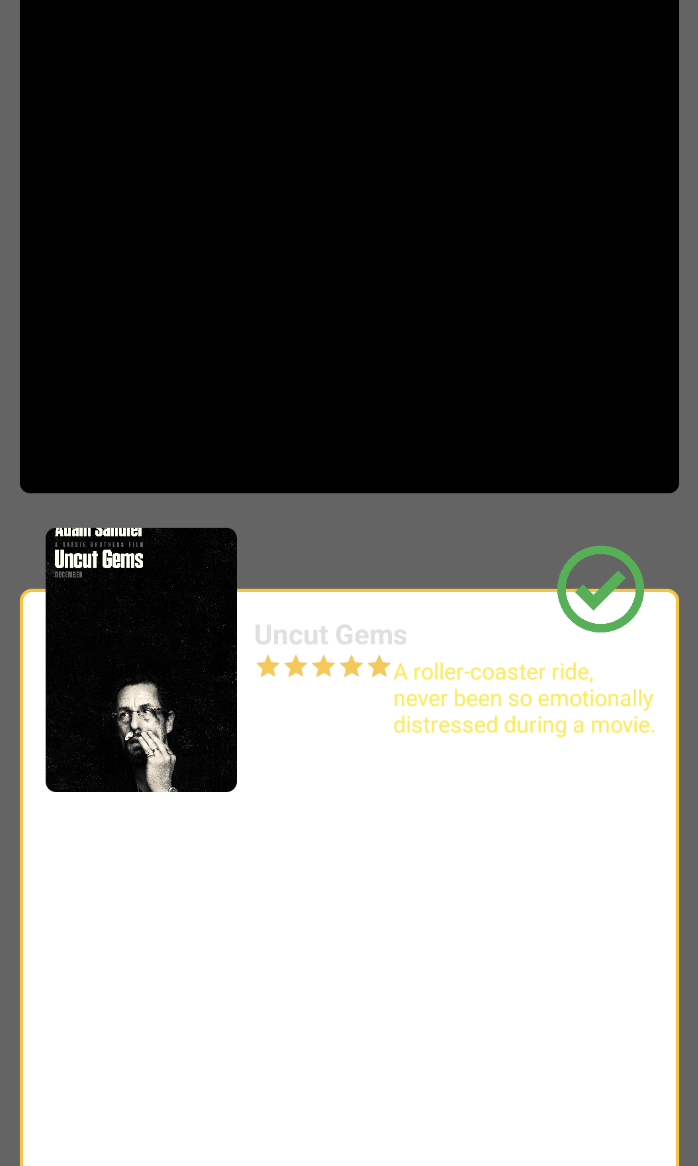 Adam Sandler
A SAFDIE BROTHERS FILM
Uncut Gems
DECEMBER
Uncut Gems
A roller-coaster ride,
never been so emotionally
distressed during a movie.